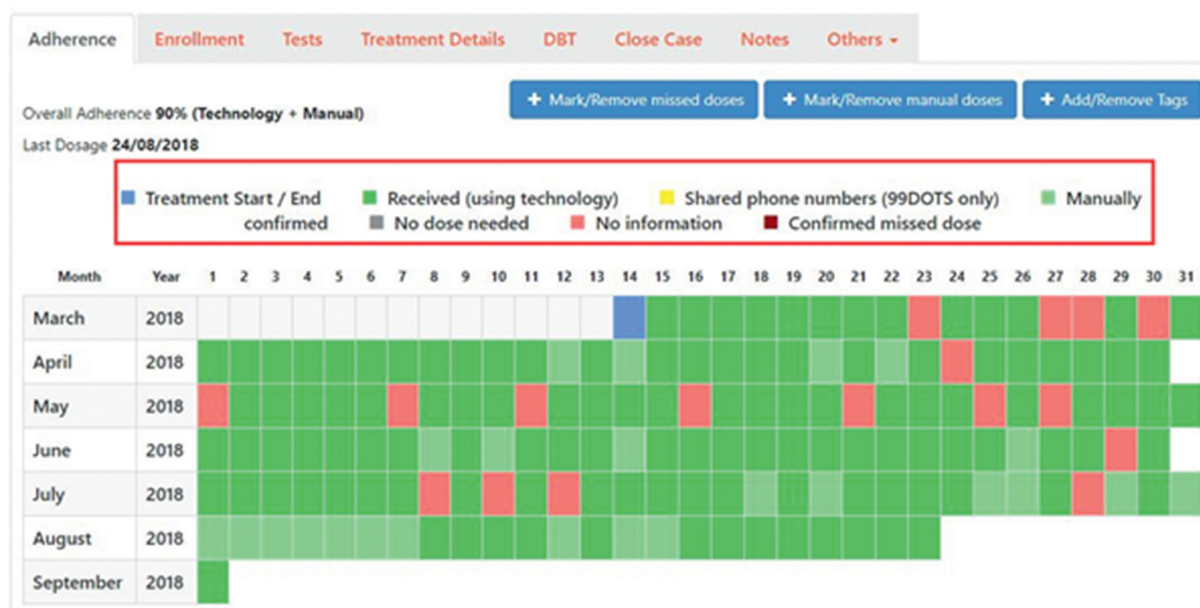 Adherence Enrollment Tests Treatment Details DBT Close Case Notes Others
+ Mark/Remove missed doses + Mark/Remove manual doses + Add/Remove Tags
Overall Adherence 90% (Technology + Manual)
Last Dosage 24/08/2018
Treatment Start / End Received (using technology) Shared phone numbers (99DOTS only) Manually
confirmed No dose needed No information Confirmed missed dose
Month Year 1 2 3 4 5 6 7 8 9 10 11 12 13 14 15 16 17 18 19 20 21 22 23 24 25 26 27 28 29 30 31
March 2018
April 2018
May 2018
June 2018
July 2018
August 2018
September 2018